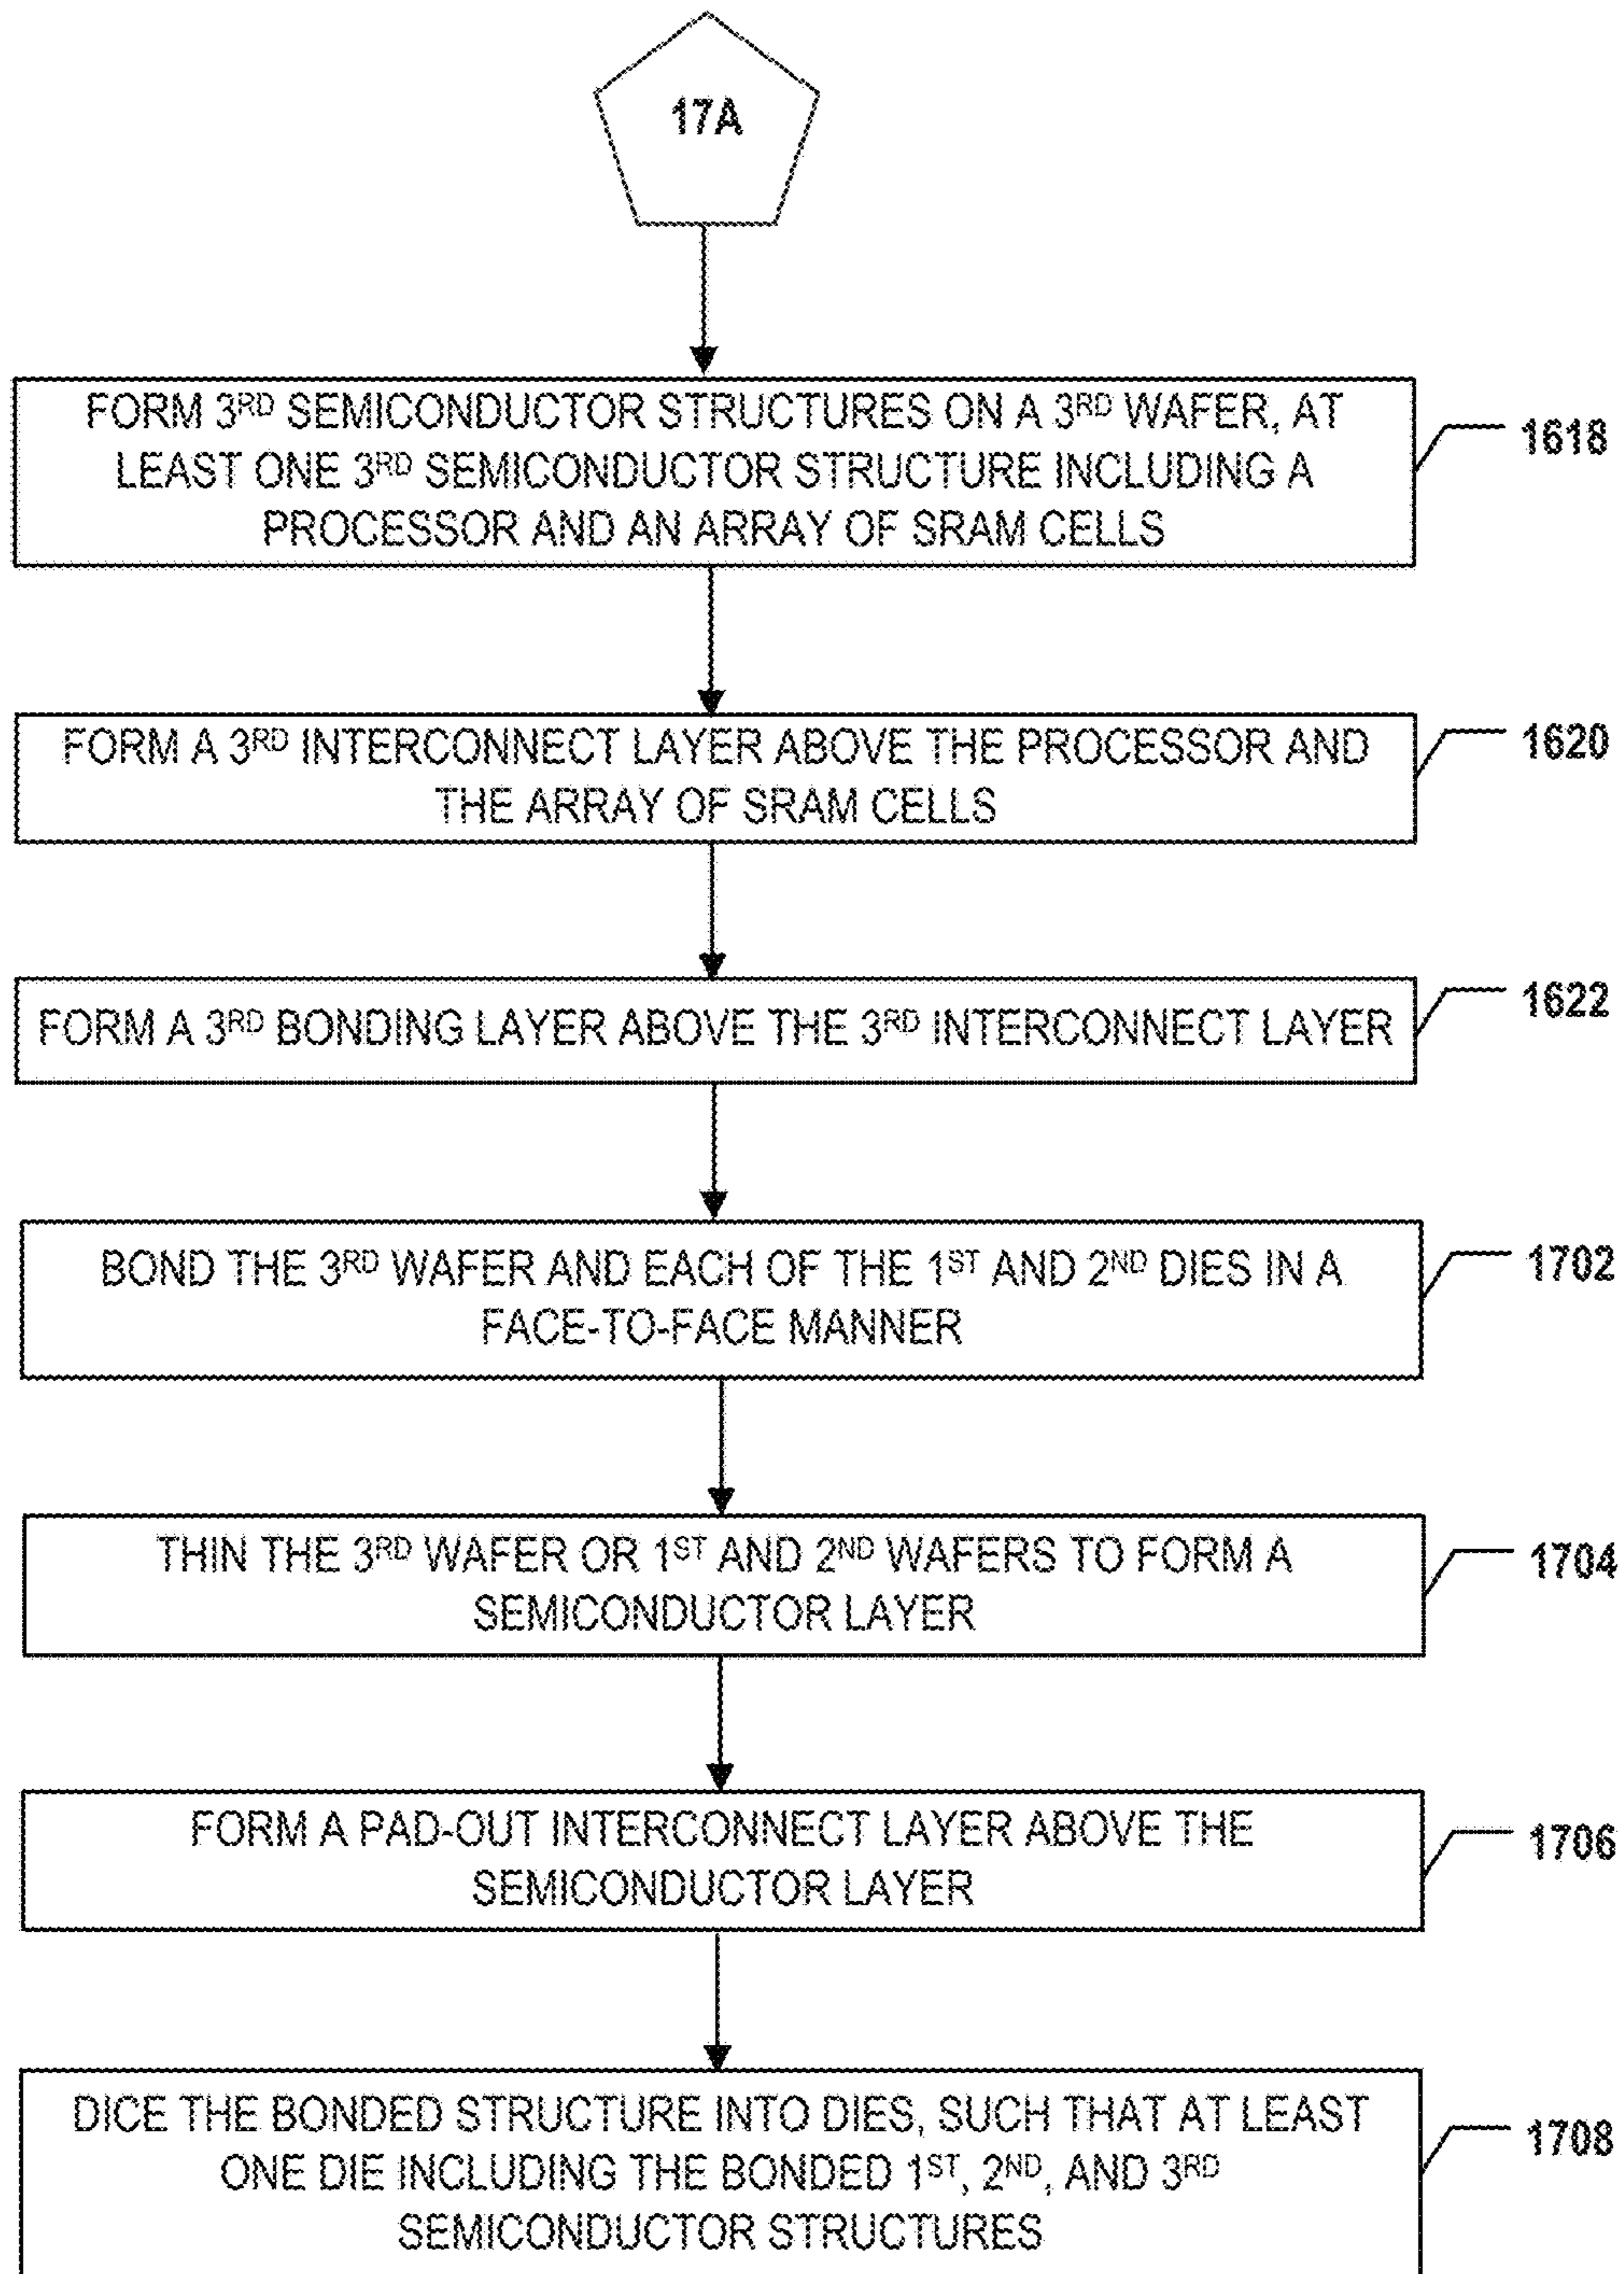 17A
FORM 3RD SEMICONDUCTOR STRUCTURES ON A 3RD WAFER, AT
LEAST ONE 3RD SEMICONDUCTOR STRUCTURE INCLUDING A
PROCESSOR AND AN ARRAY OF SRAM CELLS
1618
FORM A 3RD INTERCONNECT LAYER ABOVE THE PROCESSOR AND
THE ARRAY OF SRAM CELLS
1620
FORM A 3RD BONDING LAYER ABOVE THE 3RD INTERCONNECT LAYER
1622
BOND THE 3RD WAFER AND EACH OF THE 1ST AND 2ND DIES IN A
FACE-TO-FACE MANNER
1702
THIN THE 3RD WAFER OR 1ST AND 2ND WAFERS TO FORM A
SEMICONDUCTOR LAYER
1704
FORM A PAD-OUT INTERCONNECT LAYER ABOVE THE
SEMICONDUCTOR LAYER
1706
DICE THE BONDED STRUCTURE INTO DIES, SUCH THAT AT LEAST
ONE DIE INCLUDING THE BONDED 1ST, 2ND, AND 3RD
SEMICONDUCTOR STRUCTURES
1708